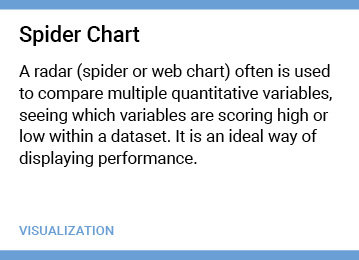 Spider Chart
A radar (spider or web chart) often is used
to compare multiple quantitative variables,
seeing which variables are scoring high or
low within a dataset. It is an ideal way of
displaying performance.
VISUALIZATION